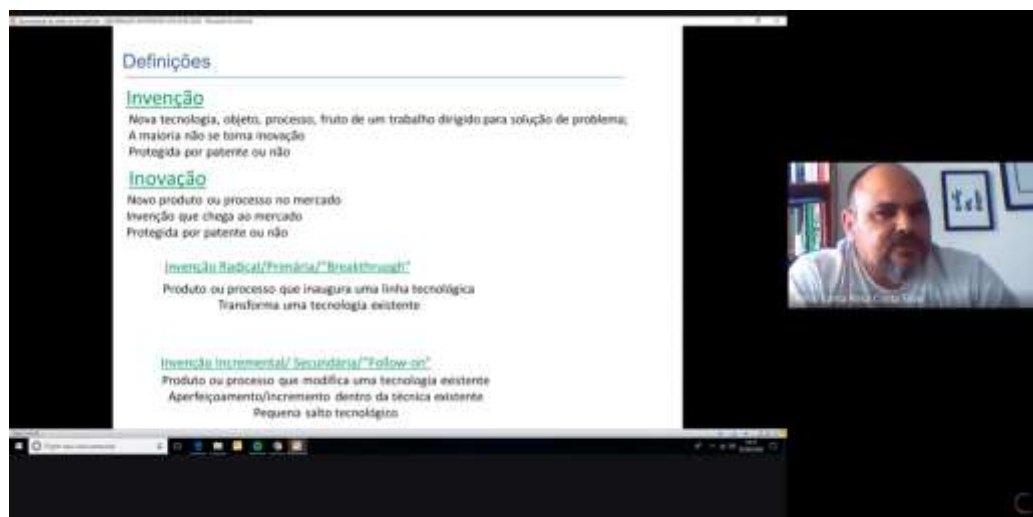 Definições
Invenção
Nova tecnologia, objeto, processo, fruto de um trabalho dirigido para solução de problema;
A maioria não se torna inovação
Protegida por patente ou não
Inovação
Novo produto ou processo no mercado
Invenção que chega ao mercado
Protegida por patente ou não
Invenção Radical/Primária/"Breakthrough"
Produto ou processo que inaugura uma linha tecnológica
Transforma uma tecnologia existente
Invenção Incremental/ Secundária/"Follow-on"
Produto ou processo que modifica uma tecnologia existente
Aperfeiçoamento/incremento dentro da técnica existente
Pequeno salto tecnológico
Costa